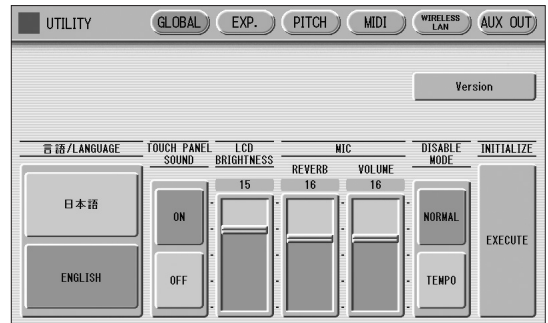 UTILITY GLOBAL EXP. PITCH MIDI WIRELESS LAN AUX OUT
Version
言語/LANGUAGE
TOUCH PANEL SOUND
LCD BRIGHTNESS
MIC
DISABLE MODE
INITIALIZE
REVERB VOLUME
15 16 16
日本語 ON NORMAL
EXECUTE
ENGLISH OFF TEMPO